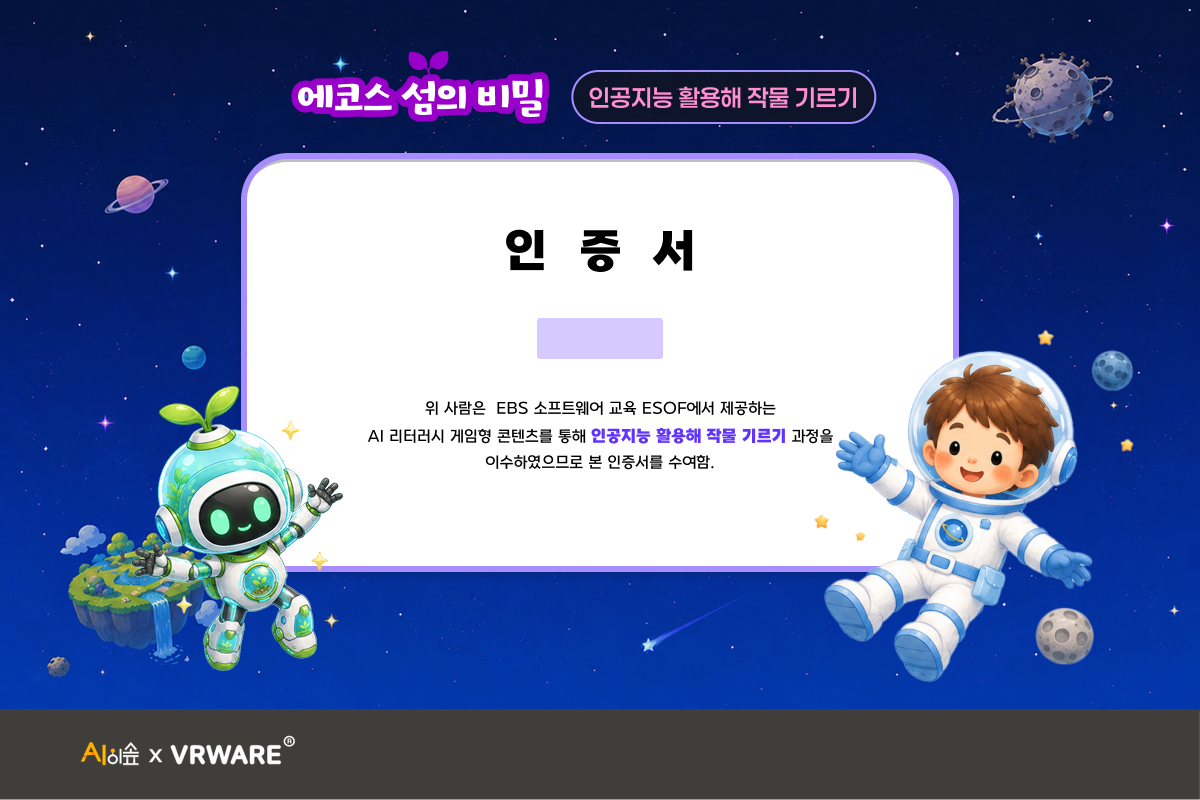 에코스 섬의 비밀 인공지능 활용해 작물 기르기
인 증 서
위 사람은 EBS 소프트웨어 교육 ESOF에서 제공하는
AI 리터러시 게임형 콘텐츠를 통해 인공지능 활용해 작물 기르기 과정을
이수하였으므로 본 인증서를 수여함.
AI이숲 x VRWARE®